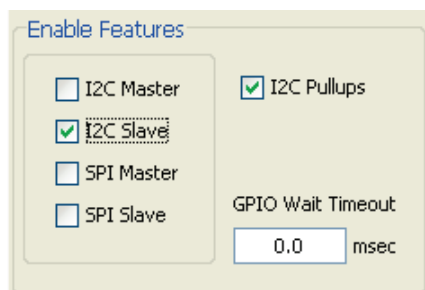 Enable Features
I2C Master
I2C Slave
SPI Master
SPI Slave
I2C Pullups
GPIO Wait Timeout
0.0 msec